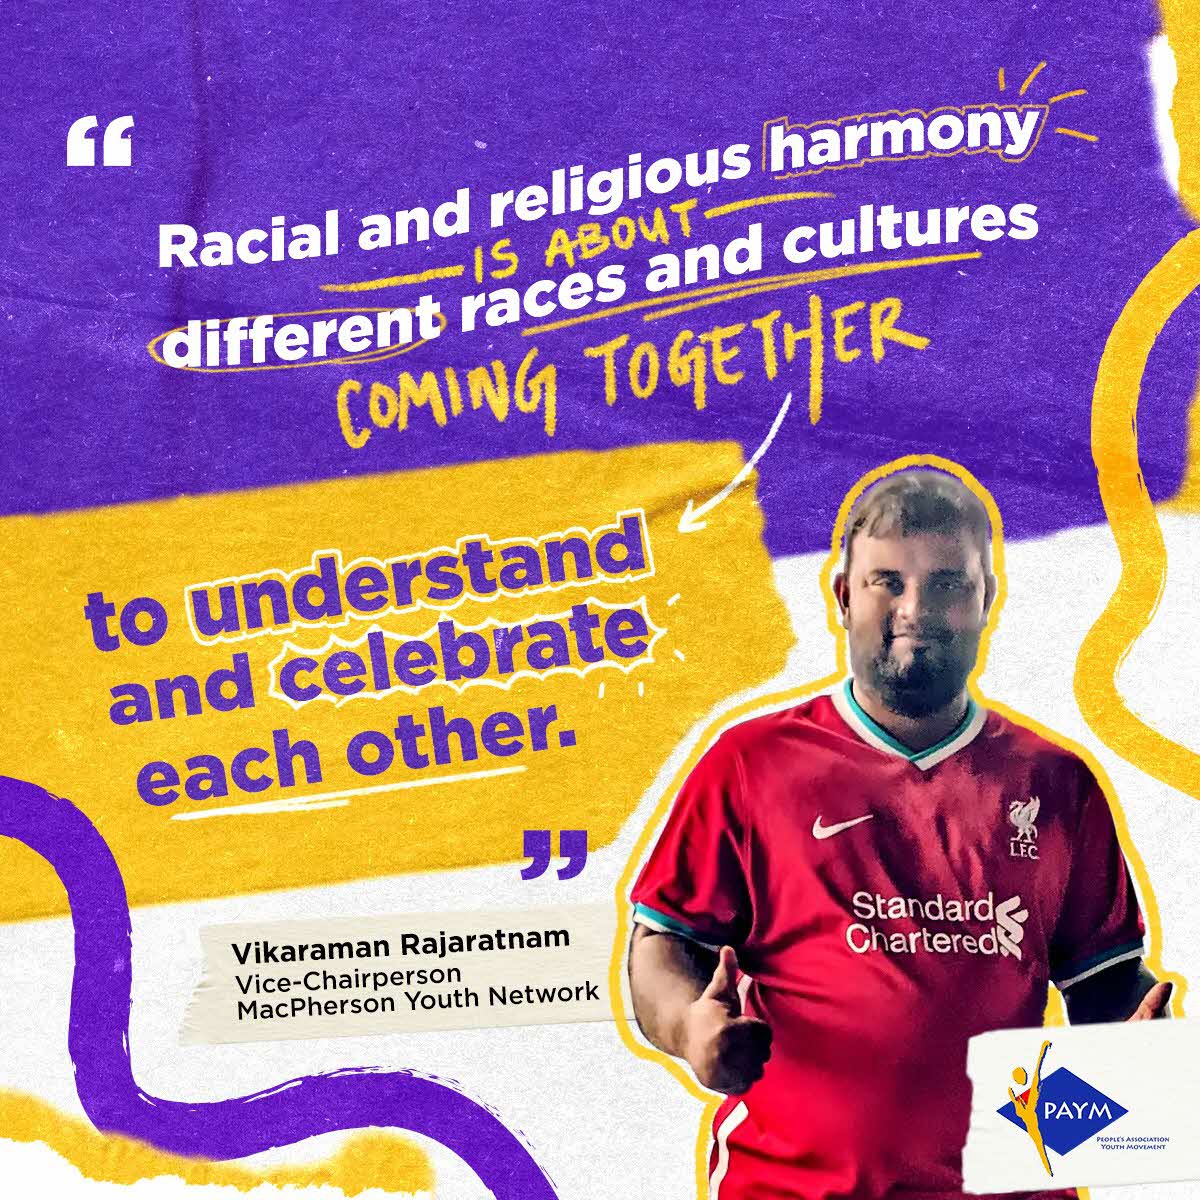 “
Racial and religious harmony
IS ABOUT
different races and cultures
COMING TOGETHER
to understand
and celebrate
each other.
”
Vikaraman Rajaratnam
Vice-Chairperson
MacPherson Youth Network
L.F.C.
Standard
Chartered
PAYM
PEOPLE'S ASSOCIATION
YOUTH MOVEMENT